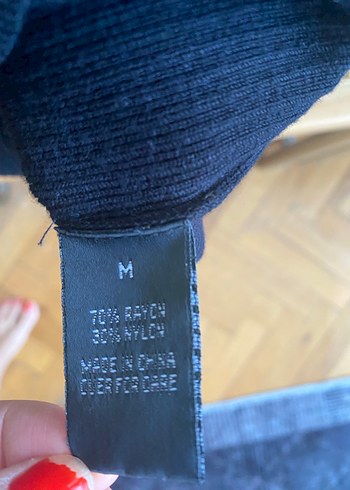 M
70% RAYON
30% NYLON
MADE IN CHINA
OVER FOR CARE